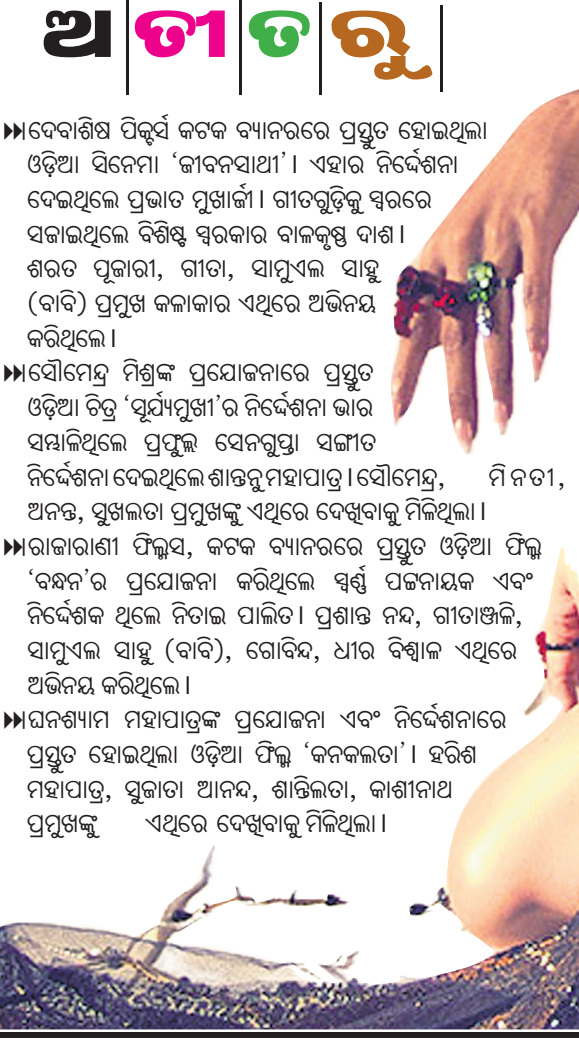 ଅତୀତରୁ
ଦେବାଶିଷ ପିକ୍ଚର୍ସ କଟକ ବ୍ୟାନରରେ ପ୍ରସ୍ତୁତ ହୋଇଥିଲା
ଓଡ଼ିଆ ସିନେମା ‘ଜୀବନସାଥୀ’। ଏହାର ନିର୍ଦ୍ଦେଶନା
ଦେଇଥିଲେ ପ୍ରଭାତ ମୁଖାର୍ଜୀ। ଗୀତଗୁଡ଼ିକୁ ସ୍ୱରରେ
ସଜାଇଥିଲେ ବିଶିଷ୍ଟ ସ୍ୱରକାର ବାଳକୃଷ୍ଣ ଦାଶ।
ଶରତ ପୂଜାରୀ, ଗୀତା, ସାମୁଏଲ ସାହୁ
(ବାବି) ପ୍ରମୁଖ କଳାକାର ଏଥିରେ ଅଭିନୟ
କରିଥିଲେ।
ସୌମେନ୍ଦ୍ର ମିଶ୍ରଙ୍କ ପ୍ରଯୋଜନାରେ ପ୍ରସ୍ତୁତ
ଓଡ଼ିଆ ଚିତ୍ର ‘ସୂର୍ଯ୍ୟମୁଖୀ’ର ନିର୍ଦ୍ଦେଶନା ଭାର
ସମ୍ଭାଳିଥିଲେ ପ୍ରଫୁଲ୍ଲ ସେନଗୁପ୍ତା ସଙ୍ଗୀତ
ନିର୍ଦ୍ଦେଶନା ଦେଇଥିଲେ ଶାନ୍ତନୁ ମହାପାତ୍ର। ସୌମେନ୍ଦ୍ର, ମିନତୀ,
ଅନନ୍ତ, ସୁଖଲତା ପ୍ରମୁଖଙ୍କୁ ଏଥିରେ ଦେଖିବାକୁ ମିଳିଥିଲା।
ରାଜାରାଣୀ ଫିଲ୍ମସ, କଟକ ବ୍ୟାନରରେ ପ୍ରସ୍ତୁତ ଓଡ଼ିଆ ଫିଲ୍ମ
‘ବନ୍ଧନ’ର ପ୍ରଯୋଜନା କରିଥିଲେ ସ୍ୱର୍ଣ୍ଣ ପଟ୍ଟନାୟକ ଏବଂ
ନିର୍ଦ୍ଦେଶକ ଥିଲେ ନିତାଇ ପାଲିତ। ପ୍ରଶାନ୍ତ ନନ୍ଦ, ଗୀତାଞ୍ଜଳି,
ସାମୁଏଲ ସାହୁ (ବାବି), ଗୋବିନ୍ଦ, ଧୀର ବିଶ୍ୱାଳ ଏଥିରେ
ଅଭିନୟ କରିଥିଲେ।
ଘନଶ୍ୟାମ ମହାପାତ୍ରଙ୍କ ପ୍ରଯୋଜନା ଏବଂ ନିର୍ଦ୍ଦେଶନାରେ
ପ୍ରସ୍ତୁତ ହୋଇଥିଲା ଓଡ଼ିଆ ଫିଲ୍ମ ‘କନକଲତା’। ହରିଶ
ମହାପାତ୍ର, ସୁଜାତା ଆନନ୍ଦ, ଶାନ୍ତିଲତା, କାଶୀନାଥ
ପ୍ରମୁଖଙ୍କୁ ଏଥିରେ ଦେଖିବାକୁ ମିଳିଥିଲା।